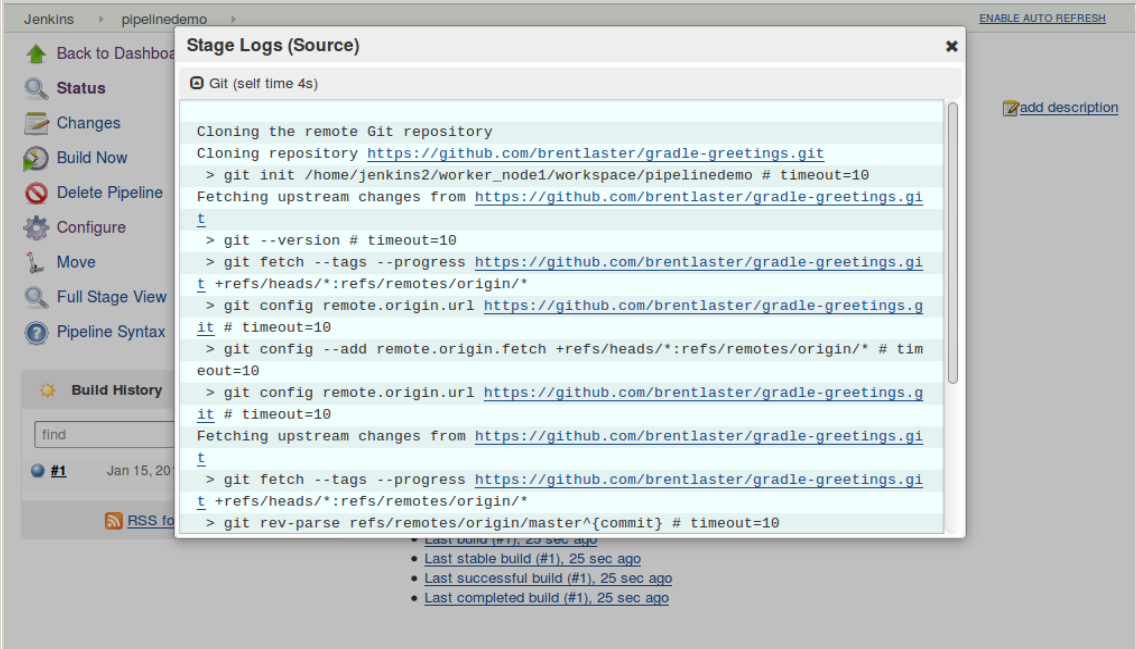 Jenkins pipelinedemo ENABLE AUTO REFRESH
Back to Dashboa
Status
Changes
Build Now
Delete Pipeline
Configure
Move
Full Stage View
Pipeline Syntax
Build History
find
#1 Jan 15, 20
RSS fo
add description
Stage Logs (Source)
Git (self time 4s)
Cloning the remote Git repository
Cloning repository https://github.com/brentlaster/gradle-greetings.git
> git init /home/jenkins2/worker_node1/workspace/pipelinedemo # timeout=10
Fetching upstream changes from https://github.com/brentlaster/gradle-greetings.gi
t
> git --version # timeout=10
> git fetch --tags --progress https://github.com/brentlaster/gradle-greetings.gi
t +refs/heads/*:refs/remotes/origin/*
> git config remote.origin.url https://github.com/brentlaster/gradle-greetings.g
it # timeout=10
> git config --add remote.origin.fetch +refs/heads/*:refs/remotes/origin/* # tim
eout=10
> git config remote.origin.url https://github.com/brentlaster/gradle-greetings.g
it # timeout=10
Fetching upstream changes from https://github.com/brentlaster/gradle-greetings.gi
t
> git fetch --tags --progress https://github.com/brentlaster/gradle-greetings.gi
t +refs/heads/*:refs/remotes/origin/*
> git rev-parse refs/remotes/origin/master^{commit} # timeout=10
Last build (#1), 25 sec ago
Last stable build (#1), 25 sec ago
Last successful build (#1), 25 sec ago
Last completed build (#1), 25 sec ago